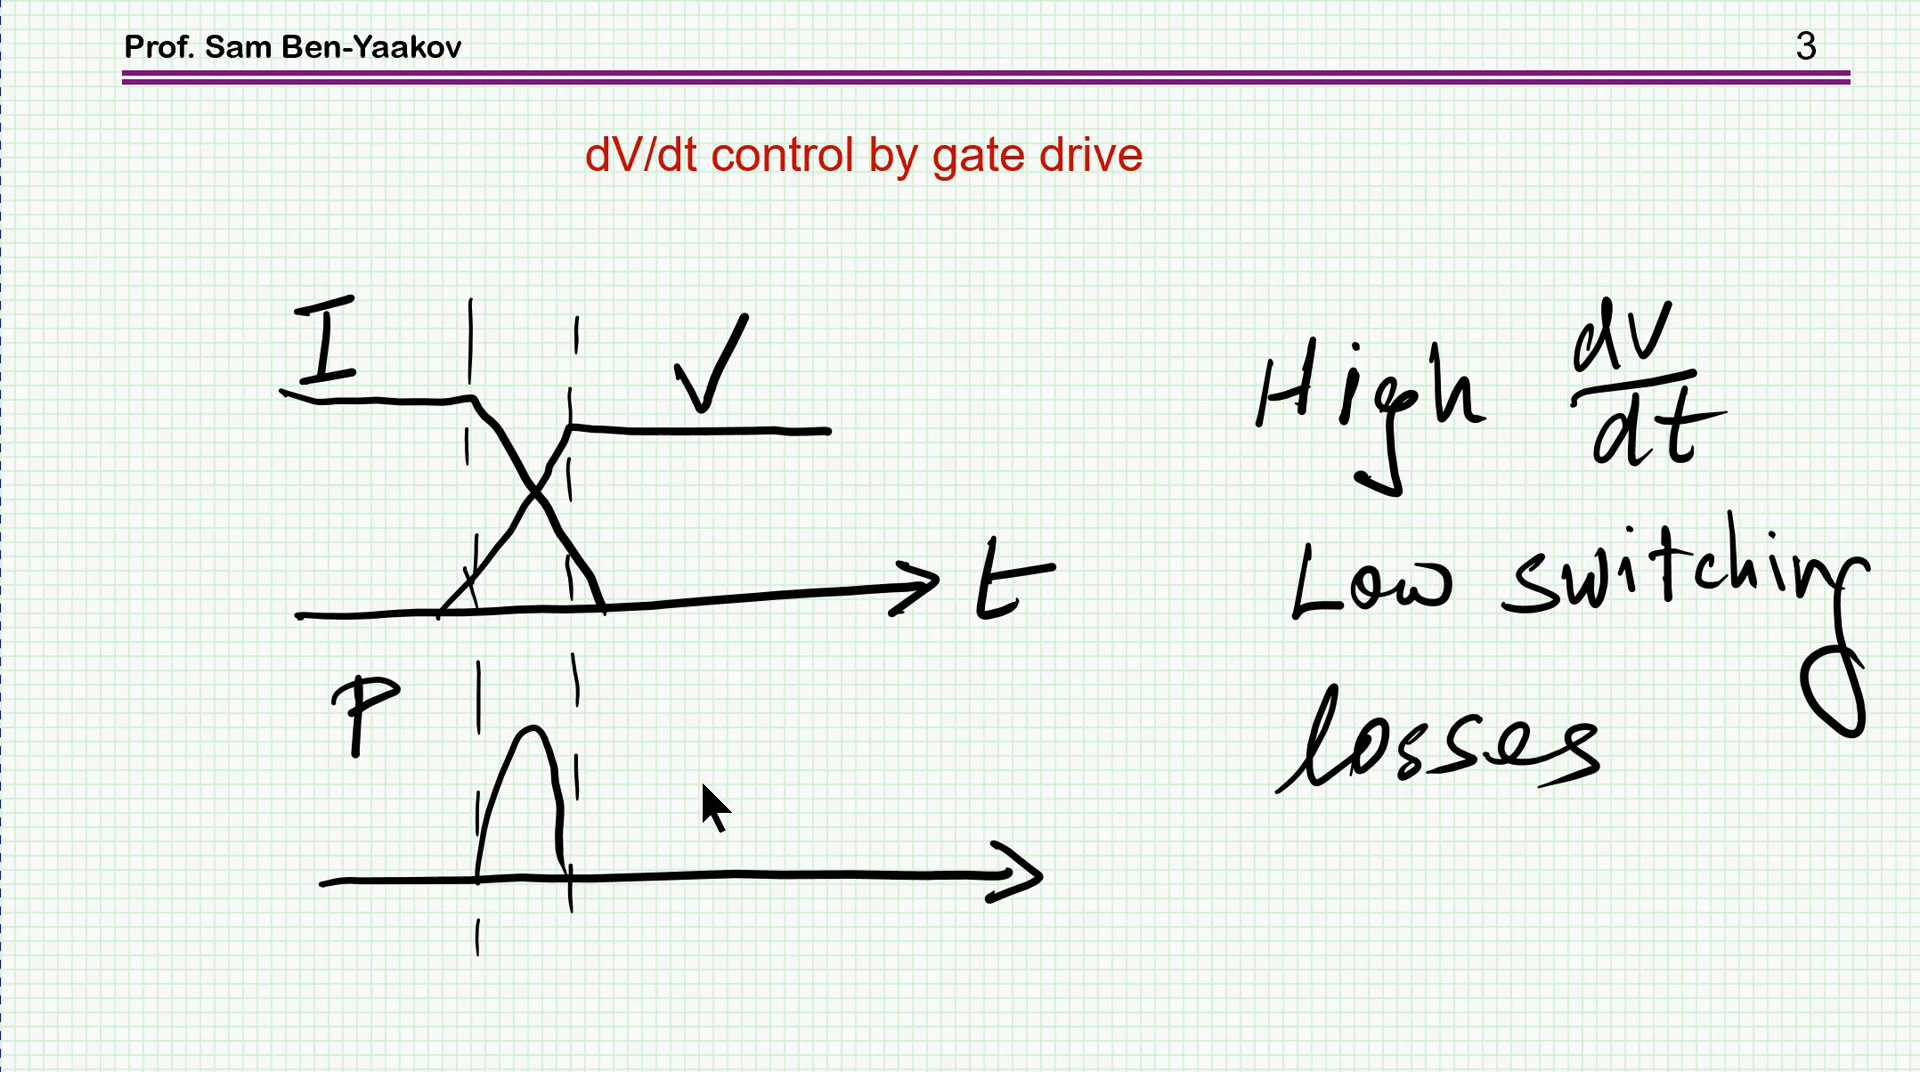 Prof. Sam Ben-Yaakov 3
dV/dt control by gate drive
I
V
t
P
High dv/dt
Low switching
losses